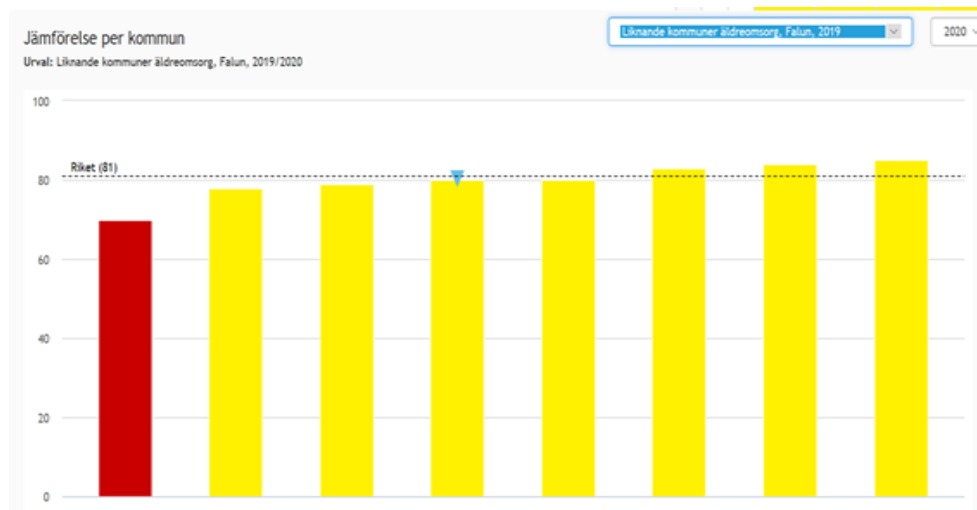 Jämförelse per kommun
Liknande kommuner äldreomsorg, Falun, 2019
2020
Urval: Liknande kommuner äldreomsorg, Falun, 2019/2020
100
Riket (81)
80
60
40
20
0